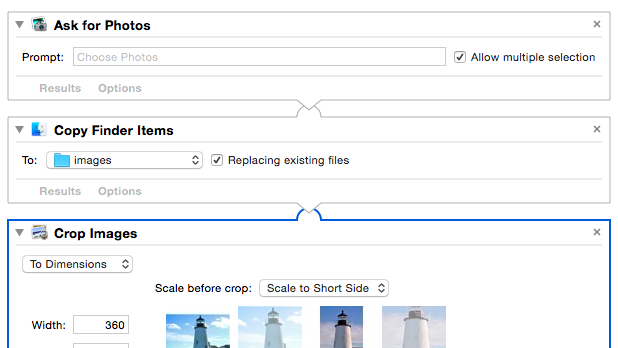 Ask for Photos
Prompt: Choose Photos Allow multiple selection
Results Options
Copy Finder Items
To: images Replacing existing files
Results Options
Crop Images
To Dimensions
Scale before crop: Scale to Short Side
Width: 360